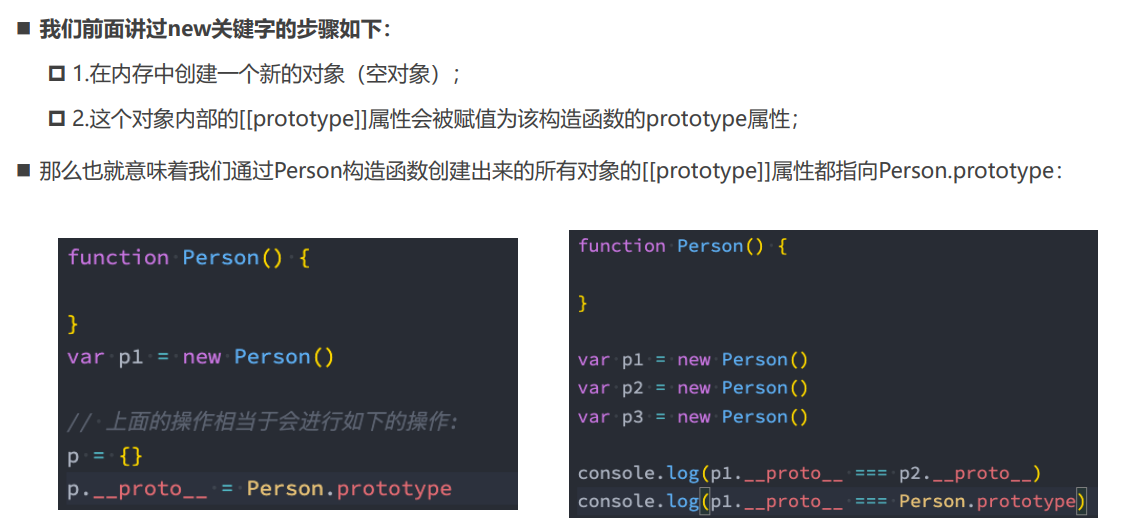 我们前面讲过new关键字的步骤如下：
1.在内存中创建一个新的对象（空对象）；
2.这个对象内部的[[prototype]]属性会被赋值为该构造函数的prototype属性；
那么也就意味着我们通过Person构造函数创建出来的所有对象的[[prototype]]属性都指向Person.prototype：
function Person() {
}
var p1 = new Person()
// 上面的操作相当于会进行如下的操作:
p = {}
p.__proto__ = Person.prototype
function Person() {
}
var p1 = new Person()
var p2 = new Person()
var p3 = new Person()
console.log(p1.__proto__ === p2.__proto__)
console.log(p1.__proto__ === Person.prototype)